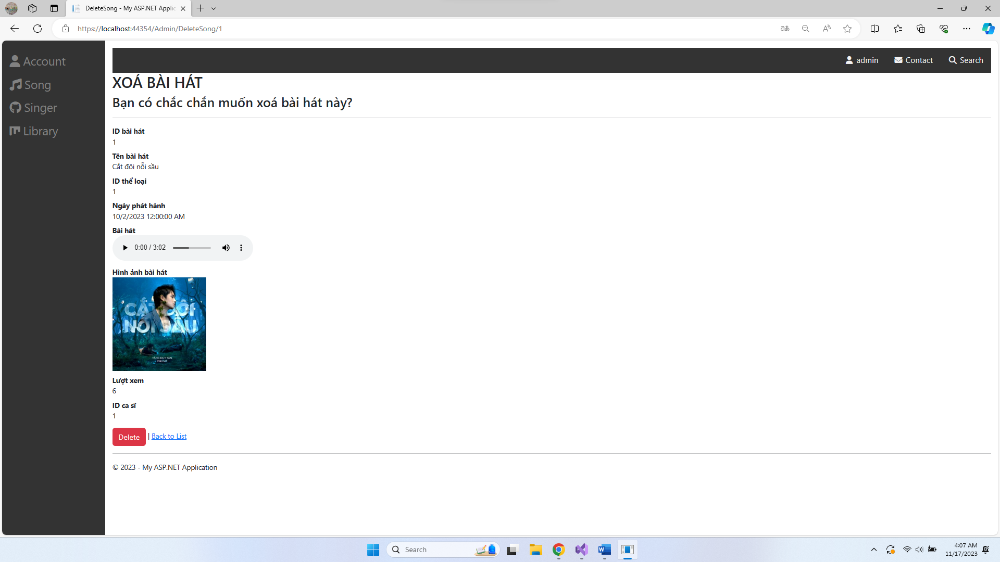 DeleteSong - My ASP.NET Applic
https://localhost:44354/Admin/DeleteSong/1
Account
Song
Singer
Library
admin
Contact
Search
XOÁ BÀI HÁT
Bạn có chắc chắn muốn xoá bài hát này?
ID bài hát
1
Tên bài hát
Cắt đôi nỗi sầu
ID thể loại
1
Ngày phát hành
10/2/2023 12:00:00 AM
Bài hát
0:00 / 3:02
Hình ảnh bài hát
CẮT ĐÔI
NỖI SẦU
TĂNG DUY TÂN
DRUM7
Lượt xem
6
ID ca sĩ
1
Delete | Back to List
© 2023 - My ASP.NET Application
Search
4:07 AM
11/17/2023